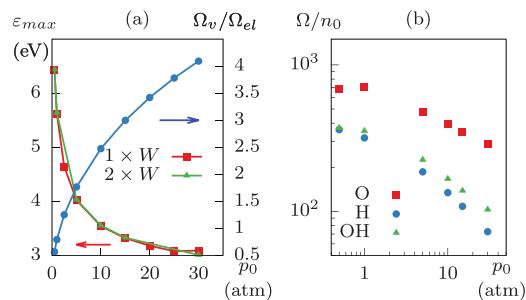 ε_max (a) Ω_v/Ω_el
(eV)
6
5
4
3
4
3.5
3
2.5
2
1.5
1
0.5
1 × W
2 × W
0 10 20 30 p_0
(atm)
Ω/n_0 (b)
10^3
10^2
O
H
OH
1 10 p_0
(atm)